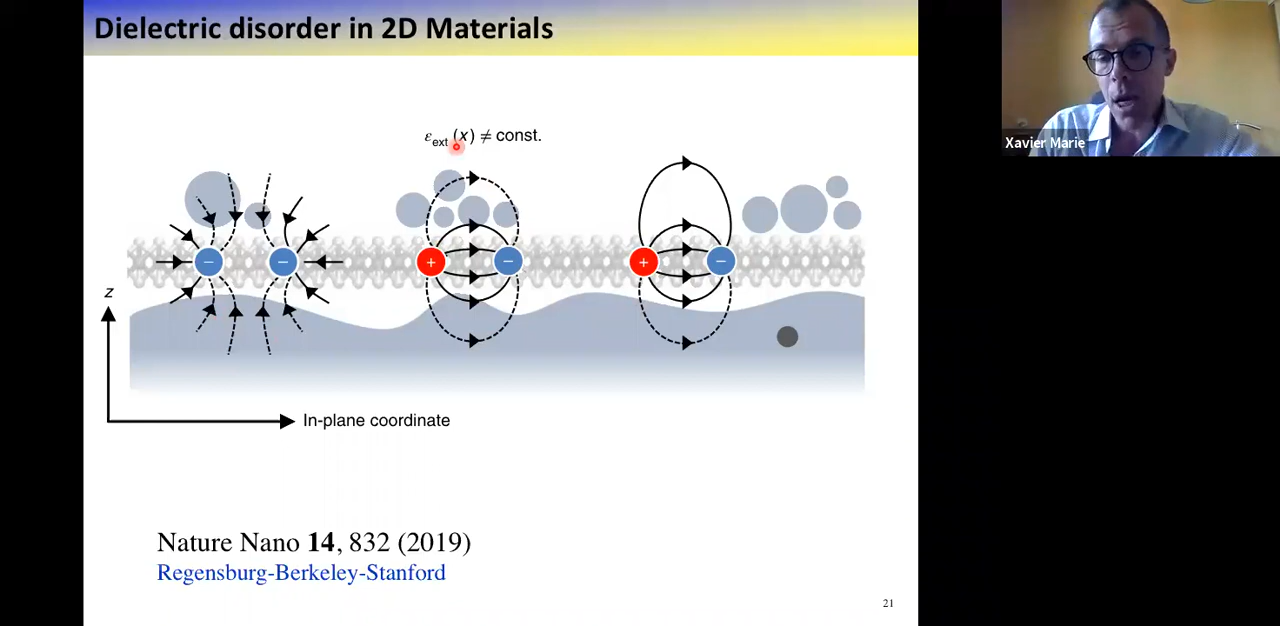 Dielectric disorder in 2D Materials
Xavier Marie
εext (x) ≠ const.
− − + − + −
z
In-plane coordinate
Nature Nano 14, 832 (2019)
Regensburg-Berkeley-Stanford
21